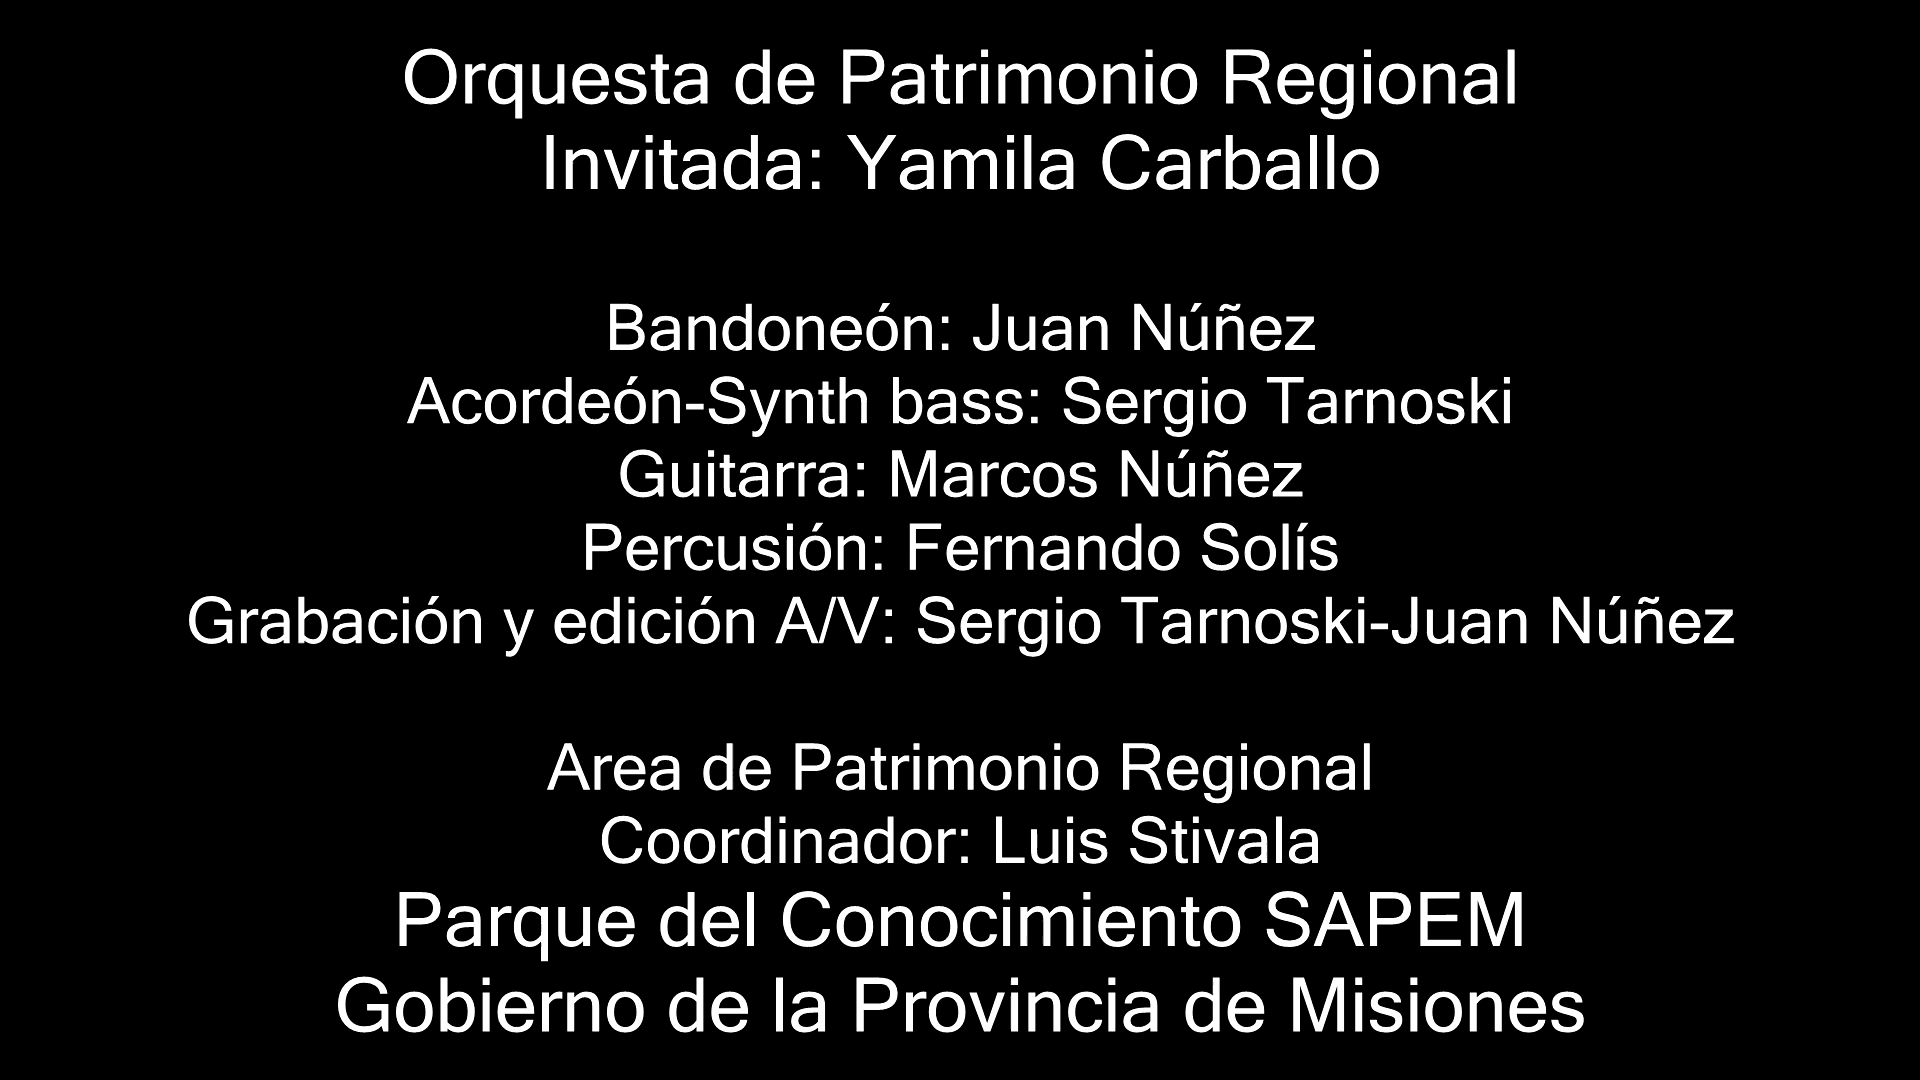 Orquesta de Patrimonio Regional
Invitada: Yamila Carballo
Bandoneón: Juan Núñez
Acordeón-Synth bass: Sergio Tarnoski
Guitarra: Marcos Núñez
Percusión: Fernando Solís
Grabación y edición A/V: Sergio Tarnoski-Juan Núñez
Area de Patrimonio Regional
Coordinador: Luis Stivala
Parque del Conocimiento SAPEM
Gobierno de la Provincia de Misiones